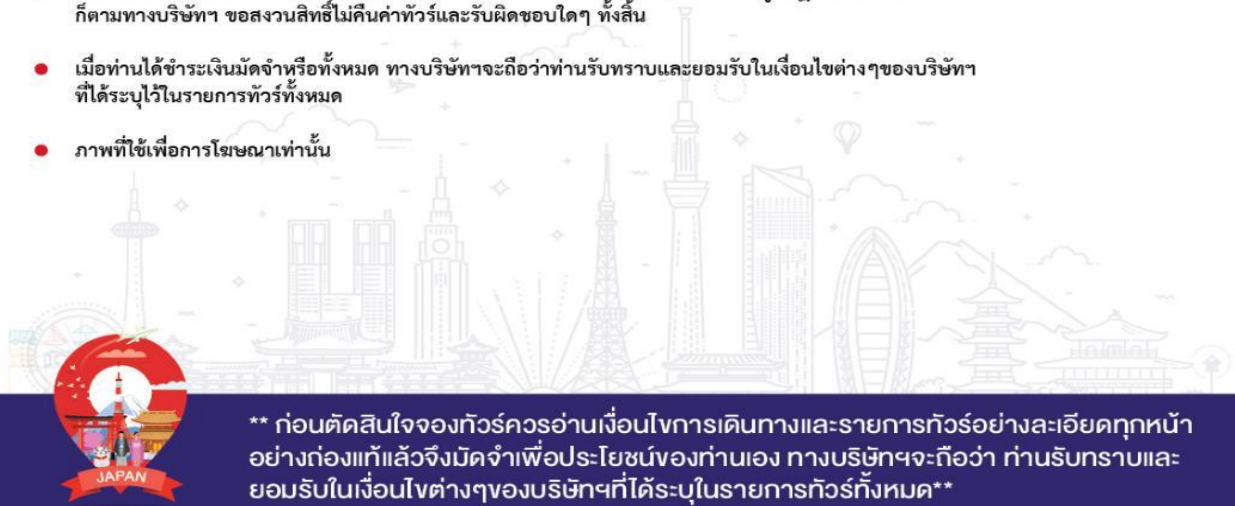 ก็ตามทางบริษัทฯ ขอสงวนสิทธิ์ไม่คืนค่าทัวร์และรับผิดชอบใดๆ ทั้งสิ้น
เมื่อท่านได้ชำระเงินมัดจำหรือทั้งหมด ทางบริษัทฯจะถือว่าท่านรับทราบและยอมรับในเงื่อนไขต่างๆของบริษัทฯ
ที่ได้ระบุไว้ในรายการทัวร์ทั้งหมด
ภาพที่ใช้เพื่อการโฆษณาเท่านั้น
** ก่อนตัดสินใจจองทัวร์ควรอ่านเงื่อนไขการเดินทางและรายการทัวร์อย่างละเอียดทุกหน้า
อย่างถ่องแท้แล้วจึงมัดจำเพื่อประโยชน์ของท่านเอง ทางบริษัทฯจะถือว่า ท่านรับทราบและ
ยอมรับในเงื่อนไขต่างๆของบริษัทฯที่ได้ระบุในรายการทัวร์ทั้งหมด**
JAPAN